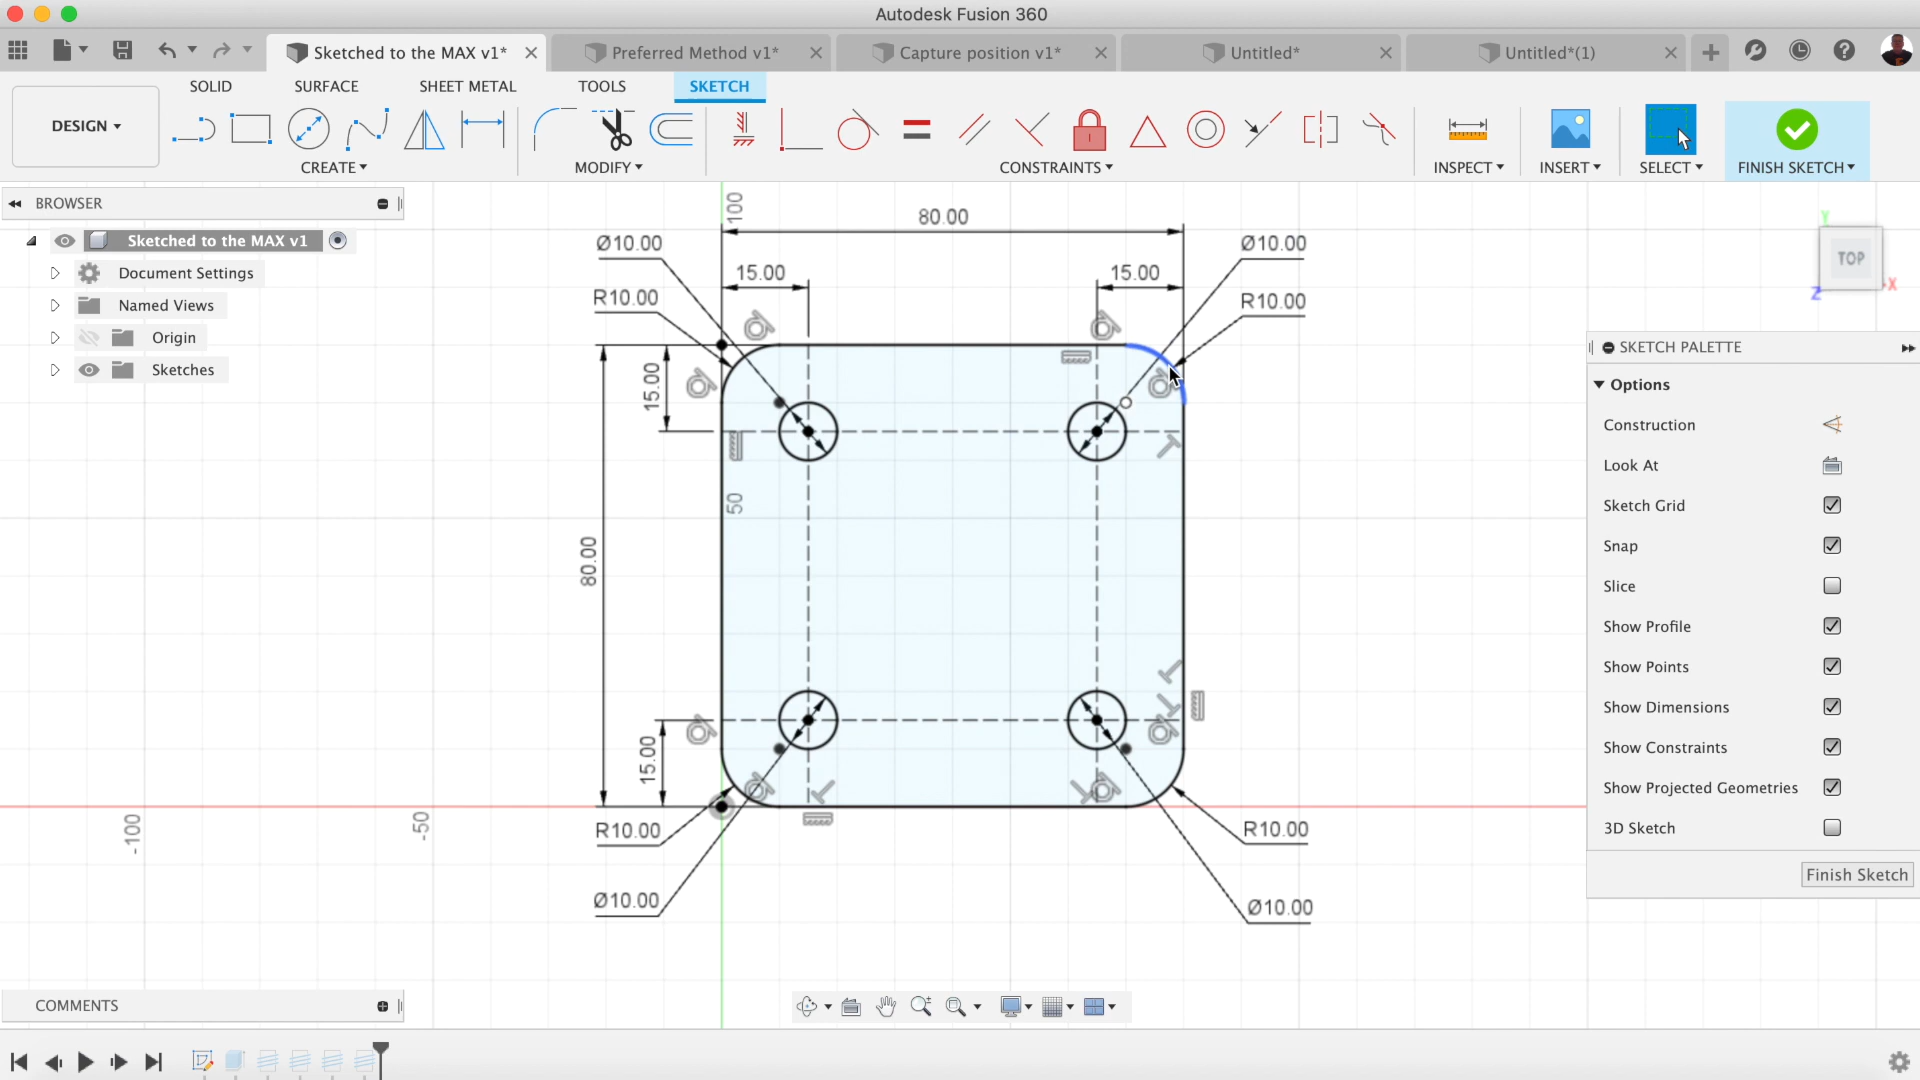 Autodesk Fusion 360
Sketched to the MAX v1*
Preferred Method v1*
Capture position v1*
Untitled*
Untitled*(1)
SOLID SURFACE SHEET METAL TOOLS SKETCH
DESIGN
CREATE MODIFY CONSTRAINTS INSPECT INSERT SELECT FINISH SKETCH
BROWSER
Sketched to the MAX v1
Document Settings
Named Views
Origin
Sketches
100
80.00
Ø10.00
Ø10.00
15.00
15.00
R10.00
R10.00
15.00
50
80.00
15.00
-100
-50
R10.00
R10.00
Ø10.00
Ø10.00
TOP
Y
X
Z
SKETCH PALETTE
Options
Construction
Look At
Sketch Grid
Snap
Slice
Show Profile
Show Points
Show Dimensions
Show Constraints
Show Projected Geometries
3D Sketch
Finish Sketch
COMMENTS